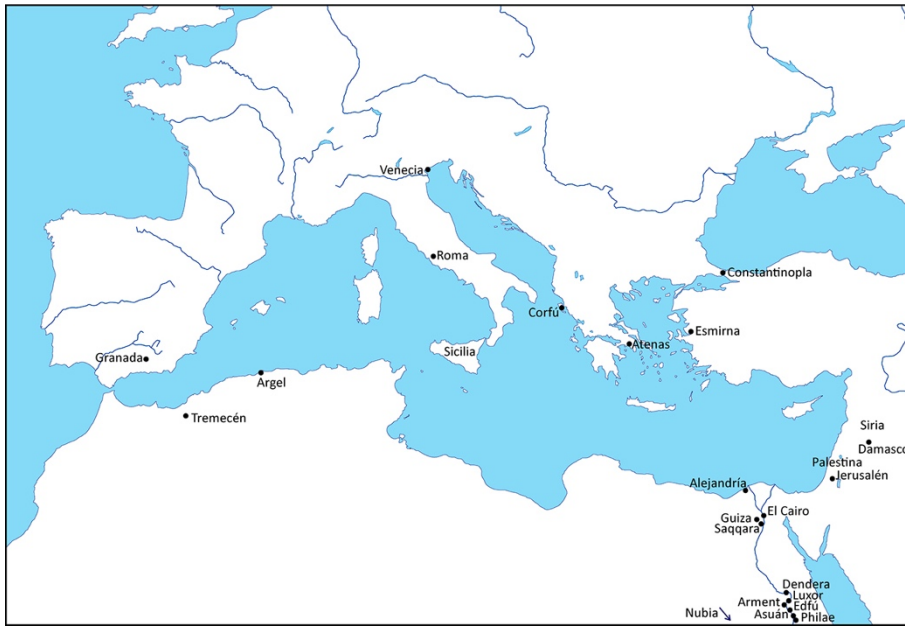 Venecia
Roma
Constantinopla
Corfú
Esmirna
Atenas
Sicilia
Granada
Argel
Tremecén
Siria
Damasco
Palestina
Jerusalén
Alejandría
El Cairo
Guiza
Saqqara
Dendera
Luxor
Arment
Edfú
Asuán
Philae
Nubia